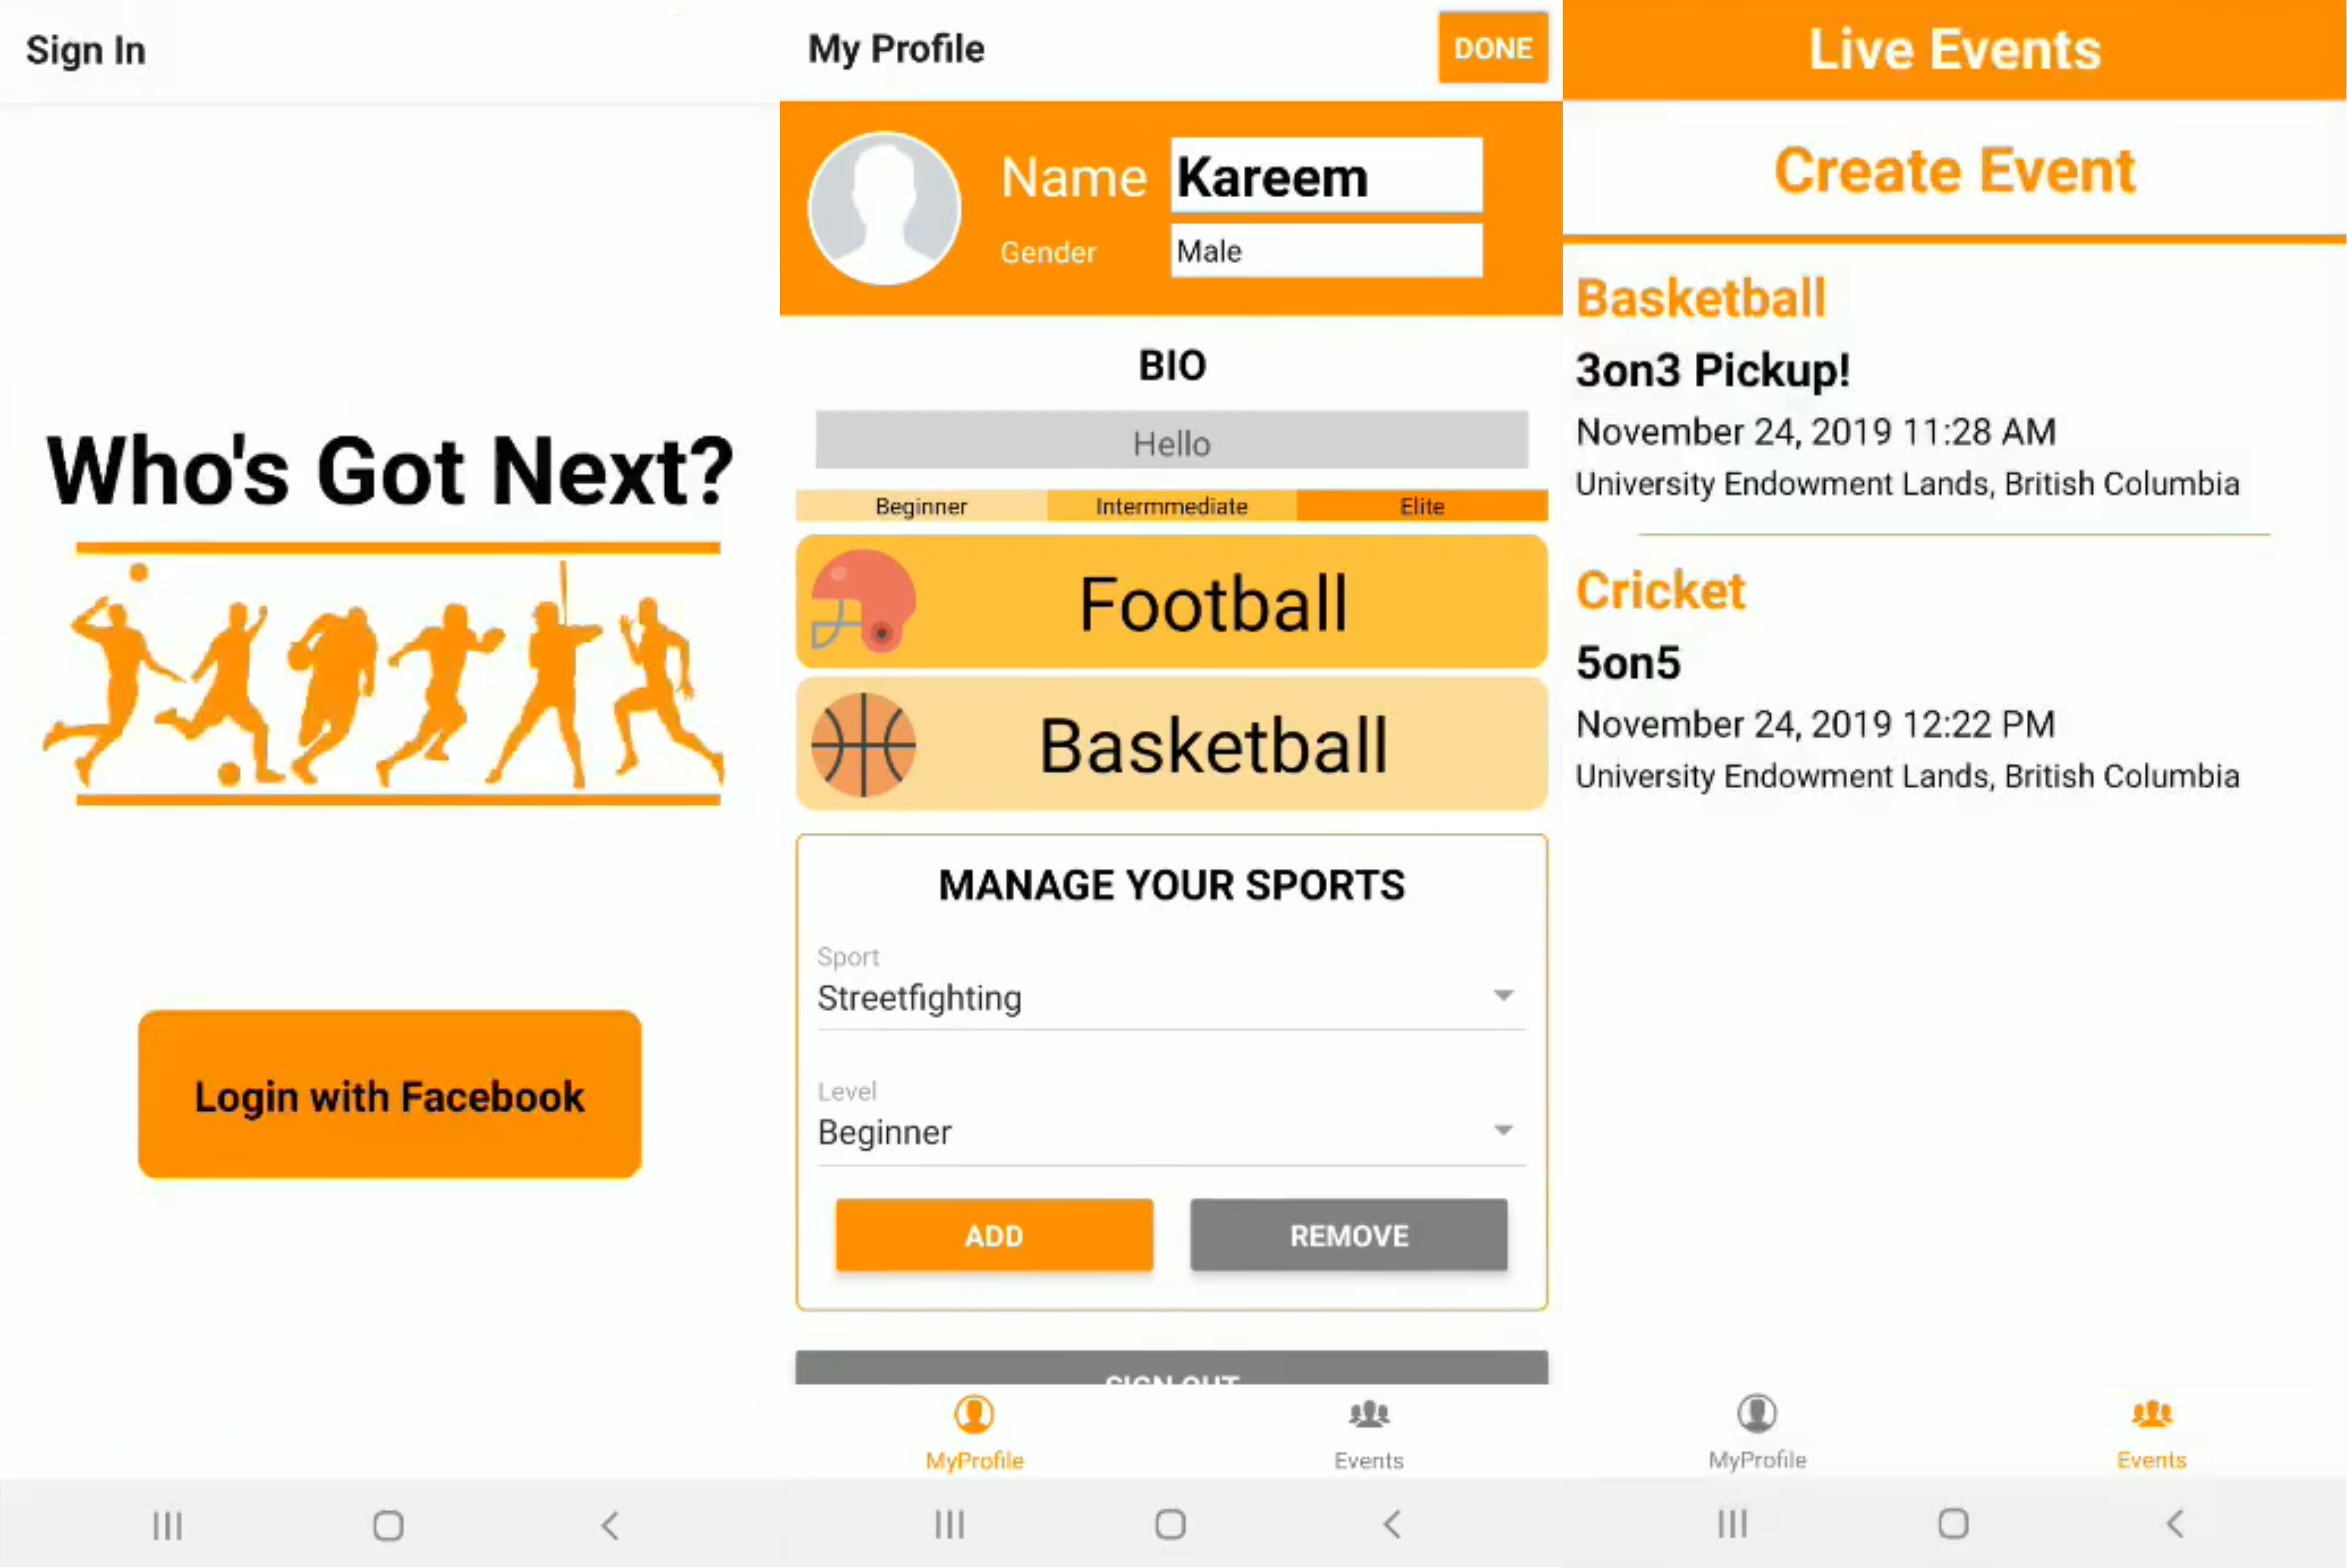 Sign In
Who's Got Next?
Login with Facebook
My Profile
DONE
Name Kareem
Gender Male
BIO
Hello
Beginner Intermmediate Elite
Football
Basketball
MANAGE YOUR SPORTS
Sport
Streetfighting
Level
Beginner
ADD REMOVE
SIGN OUT
MyProfile Events
Live Events
Create Event
Basketball
3on3 Pickup!
November 24, 2019 11:28 AM
University Endowment Lands, British Columbia
Cricket
5on5
November 24, 2019 12:22 PM
University Endowment Lands, British Columbia
MyProfile Events